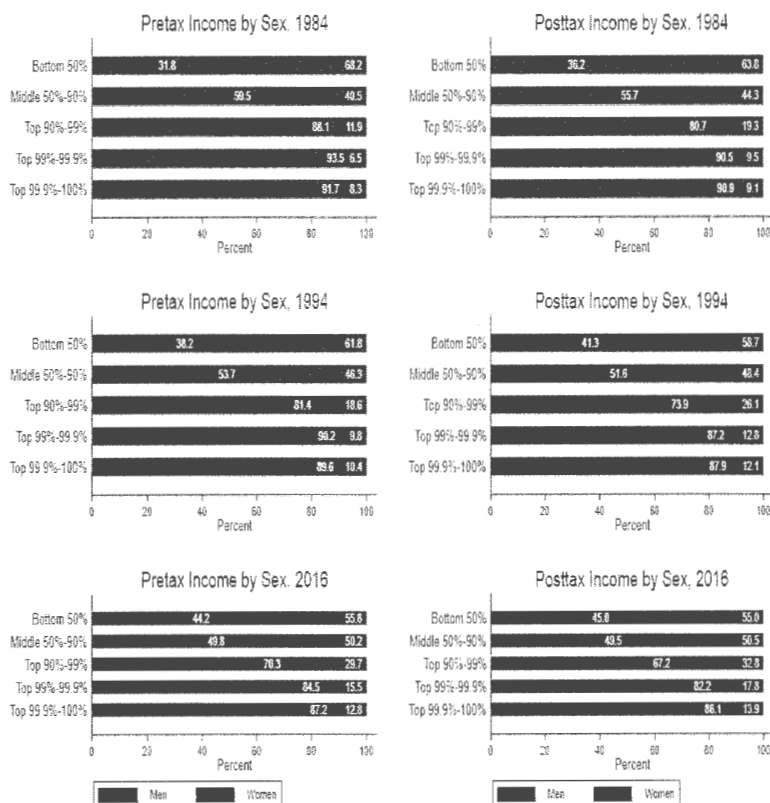 Pretax Income by Sex, 1984
Bottom 50% 31.8 68.2
Middle 50%-90% 59.5 40.5
Top 90%-99% 88.1 11.9
Top 99%-99.9% 93.5 6.5
Top 99.9%-100% 91.7 8.3
0 20 40 60 80 100
Percent
Posttax Income by Sex, 1984
Bottom 50% 36.2 63.8
Middle 50%-90% 55.7 44.3
Top 90%-99% 80.7 19.3
Top 99%-99.9% 90.5 9.5
Top 99.9%-100% 90.9 9.1
0 20 40 60 80 100
Percent
Pretax Income by Sex, 1994
Bottom 50% 38.2 61.8
Middle 50%-90% 53.7 46.3
Top 90%-99% 81.4 18.6
Top 99%-99.9% 90.2 9.8
Top 99.9%-100% 89.6 10.4
0 20 40 60 80 100
Percent
Posttax Income by Sex, 1994
Bottom 50% 41.3 58.7
Middle 50%-90% 51.6 48.4
Top 90%-99% 73.9 26.1
Top 99%-99.9% 87.2 12.8
Top 99.9%-100% 87.9 12.1
0 20 40 60 80 100
Percent
Pretax Income by Sex, 2016
Bottom 50% 44.2 55.8
Middle 50%-90% 49.8 50.2
Top 90%-99% 70.3 29.7
Top 99%-99.9% 84.5 15.5
Top 99.9%-100% 87.2 12.8
0 20 40 60 80 100
Percent
Men Women
Posttax Income by Sex, 2016
Bottom 50% 45.0 55.0
Middle 50%-90% 49.5 50.5
Top 90%-99% 67.2 32.8
Top 99%-99.9% 82.2 17.8
Top 99.9%-100% 86.1 13.9
0 20 40 60 80 100
Percent
Men Women